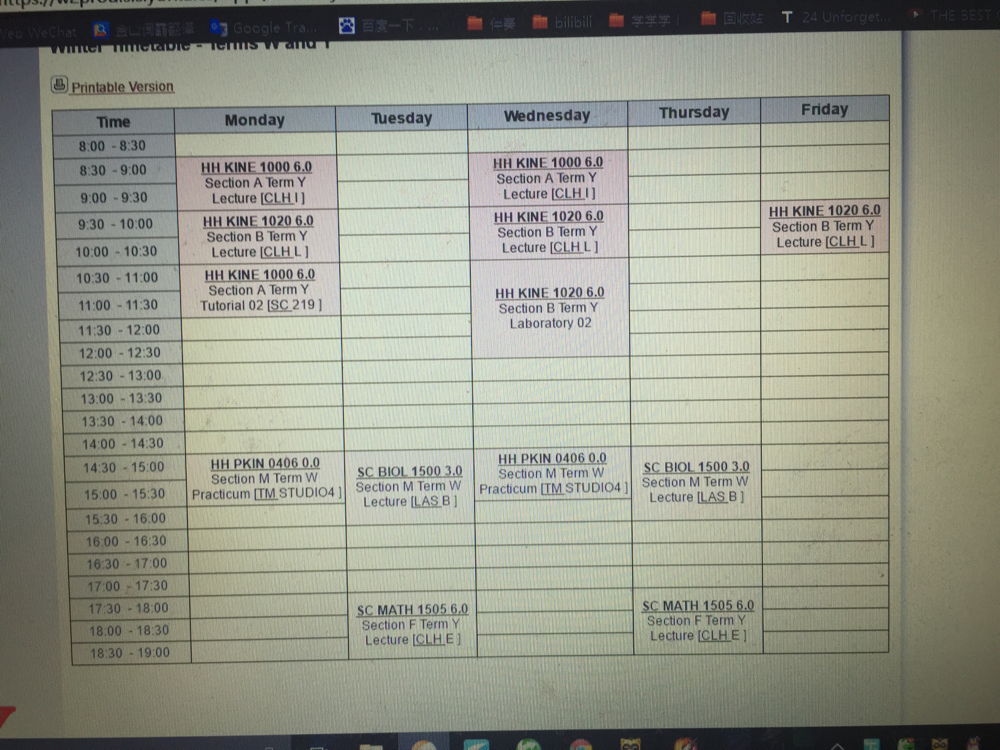 Web WeChat
Google Tra...
百度一下...
伴奏
bilibili
学学学
回收站
T 24 Unforget...
THE BEST
Winter Timetable - Terms W and Y
Printable Version
Time Monday Tuesday Wednesday Thursday Friday
8:00 - 8:30
8:30 - 9:00
9:00 - 9:30
9:30 - 10:00
10:00 - 10:30
10:30 - 11:00
11:00 - 11:30
11:30 - 12:00
12:00 - 12:30
12:30 - 13:00
13:00 - 13:30
13:30 - 14:00
14:00 - 14:30
14:30 - 15:00
15:00 - 15:30
15:30 - 16:00
16:00 - 16:30
16:30 - 17:00
17:00 - 17:30
17:30 - 18:00
18:00 - 18:30
18:30 - 19:00
HH KINE 1000 6.0
Section A Term Y
Lecture [CLH I ]
HH KINE 1020 6.0
Section B Term Y
Lecture [CLH L ]
HH KINE 1000 6.0
Section A Term Y
Tutorial 02 [SC 219 ]
HH PKIN 0406 0.0
Section M Term W
Practicum [TM STUDIO4 ]
SC BIOL 1500 3.0
Section M Term W
Lecture [LAS B ]
SC MATH 1505 6.0
Section F Term Y
Lecture [CLH E ]
HH KINE 1000 6.0
Section A Term Y
Lecture [CLH I ]
HH KINE 1020 6.0
Section B Term Y
Lecture [CLH L ]
HH KINE 1020 6.0
Section B Term Y
Laboratory 02
HH PKIN 0406 0.0
Section M Term W
Practicum [TM STUDIO4 ]
SC BIOL 1500 3.0
Section M Term W
Lecture [LAS B ]
SC MATH 1505 6.0
Section F Term Y
Lecture [CLH E ]
HH KINE 1020 6.0
Section B Term Y
Lecture [CLH L ]